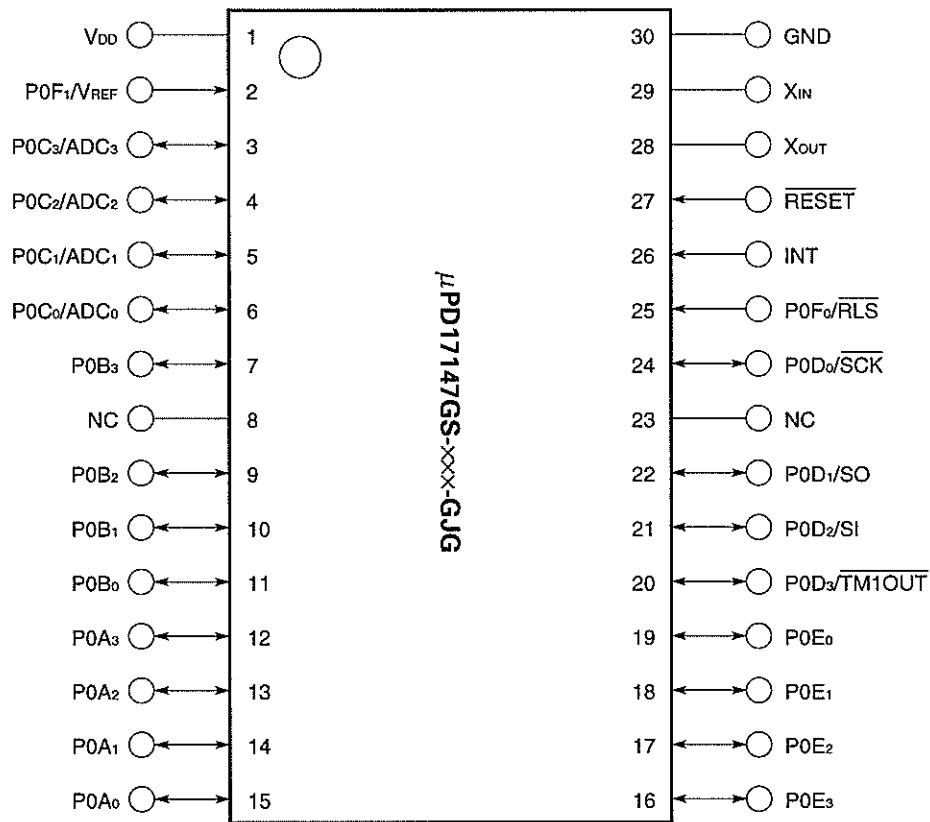 VDD 1 30 GND
P0F1/VREF 2 29 XIN
P0C3/ADC3 3 28 XOUT
P0C2/ADC2 4 27 RESET
P0C1/ADC1 5 26 INT
P0C0/ADC0 6 25 P0F0/RLS
P0B3 7 24 P0D0/SCK
NC 8 23 NC
P0B2 9 22 P0D1/SO
P0B1 10 21 P0D2/SI
P0B0 11 20 P0D3/TM1OUT
P0A3 12 19 P0E0
P0A2 13 18 P0E1
P0A1 14 17 P0E2
P0A0 15 16 P0E3
μPD17147GS-×××-GJG